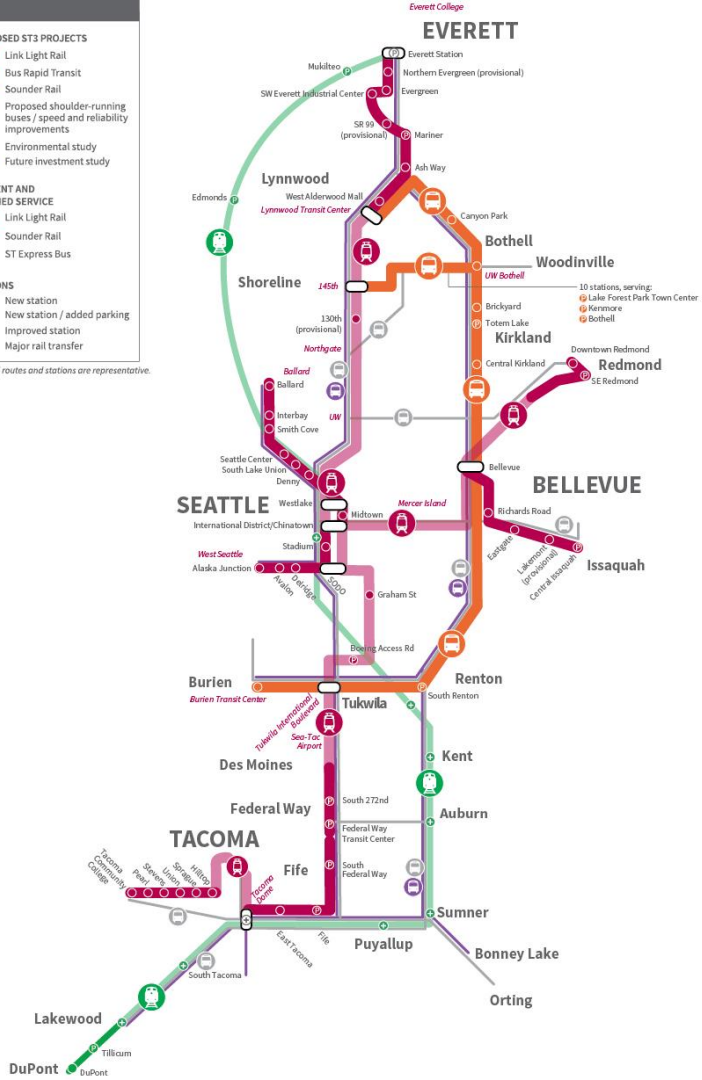 Everett College
EVERETT
OSED ST3 PROJECTS
Link Light Rail
Bus Rapid Transit
Sounder Rail
Proposed shoulder-running
buses / speed and reliability
improvements
Environmental study
Future investment study
ENT AND
ED SERVICE
Link Light Rail
Sounder Rail
ST Express Bus
ONS
New station
New station / added parking
Improved station
Major rail transfer
routes and stations are representative.
Everett Station
Mukilteo
Northern Evergreen (provisional)
SW Everett Industrial Center
Evergreen
SR 99
(provisional)
Mariner
Ash Way
Lynnwood
West Alderwood Mall
Edmonds
Lynnwood Transit Center
Canyon Park
Bothell
Woodinville
UW Bothell
Shoreline
145th
10 stations, serving:
Lake Forest Park Town Center
Kenmore
Bothell
Brickyard
130th
(provisional)
Totem Lake
Kirkland
Northgate
Downtown Redmond
Central Kirkland
Redmond
SE Redmond
Ballard
Ballard
Interbay
Smith Cove
UW
Seattle Center
South Lake Union
Denny
Bellevue
BELLEVUE
SEATTLE
Westlake
Mercer Island
Midtown
International District/Chinatown
Richards Road
Stadium
Eastgate
Lakemont
(provisional)
Central Issaquah
Issaquah
West Seattle
Alaska Junction
Avalon
Delridge
SODO
Graham St
Boeing Access Rd
Burien
Renton
Burien Transit Center
South Renton
Tukwila
Tukwila International
Boulevard
Sea-Tac
Airport
Kent
Des Moines
South 272nd
Federal Way
Auburn
Federal Way
Transit Center
TACOMA
Fife
South
Federal Way
Tacoma
Community
College
Pearl
Stevens
Union
Sprague
Hilltop
Tacoma
Dome
East Tacoma
Fife
Sumner
Puyallup
Bonney Lake
South Tacoma
Orting
Lakewood
Tillicum
DuPont
DuPont